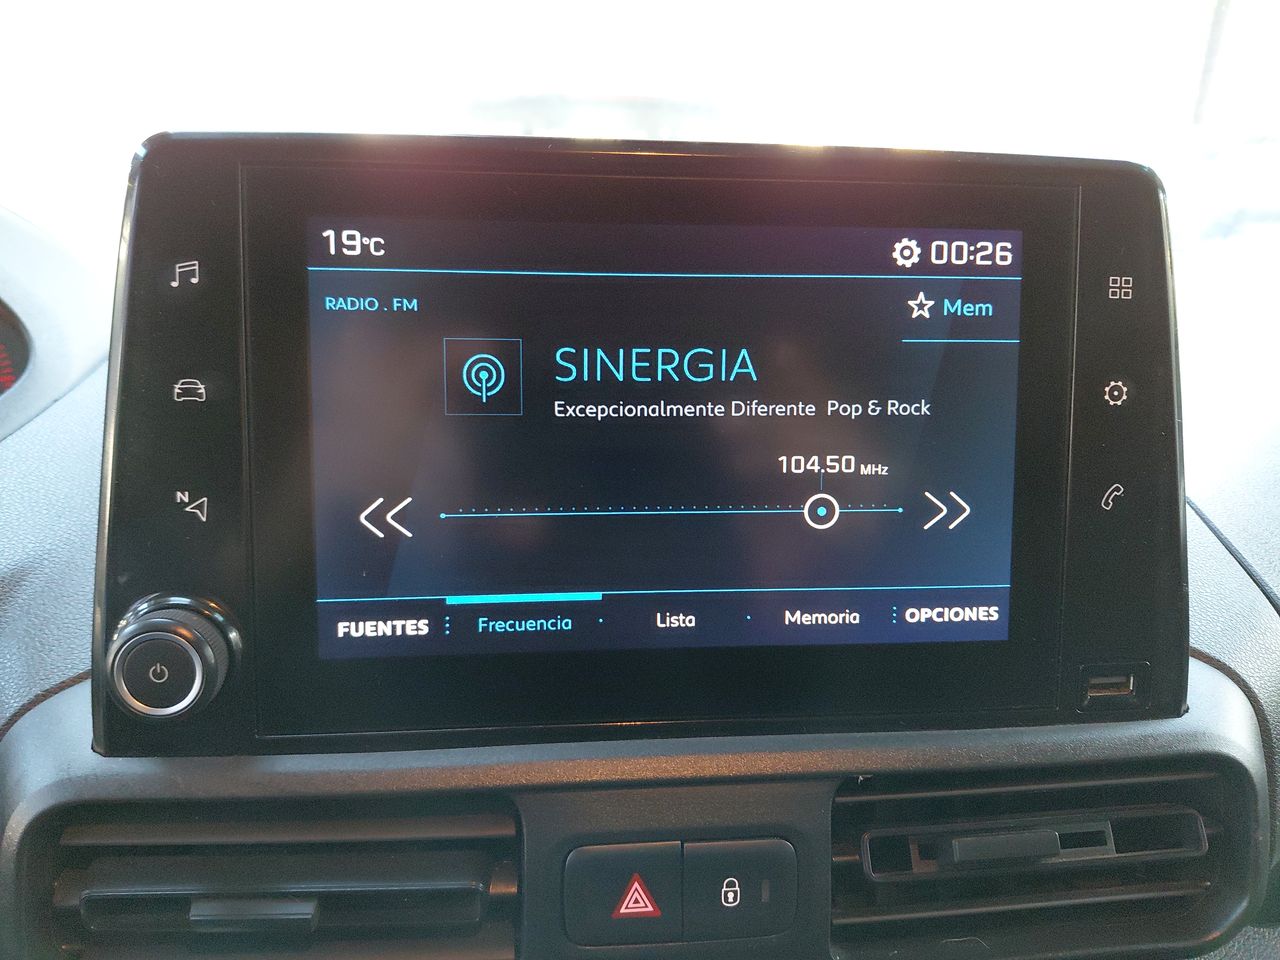 19°C
00:26
RADIO . FM
Mem
SINERGIA
Excepcionalmente Diferente Pop & Rock
104.50 MHz
N
FUENTES
Frecuencia
Lista
Memoria
OPCIONES